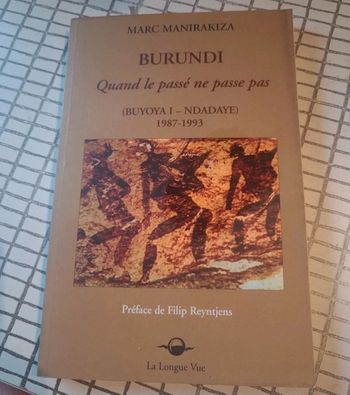 MARC MANIRAKIZA
BURUNDI
Quand le passé ne passe pas
(BUYOYA I – NDADAYE)
1987-1993
Préface de Filip Reyntjens
La Longue Vue